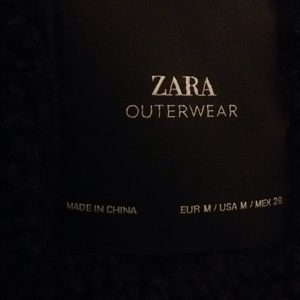 ZARA
OUTERWEAR
MADE IN CHINA EUR M / USA M / MEX 28